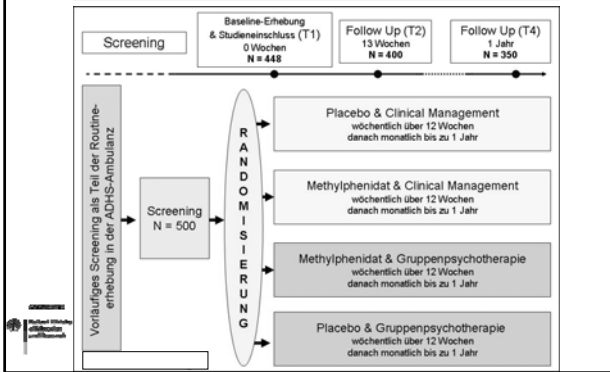 Screening
Baseline-Erhebung
& Studieneinschluss (T1)
0 Wochen
N = 448
Follow Up (T2)
13 Wochen
N = 400
Follow Up (T4)
1 Jahr
N = 350
Vorläufiges Screening als Teil der Routine-
erhebung in der ADHS-Ambulanz
Screening
N = 500
RANDOMISIERUNG
Placebo & Clinical Management
wöchentlich über 12 Wochen
danach monatlich bis zu 1 Jahr
Methylphenidat & Clinical Management
wöchentlich über 12 Wochen
danach monatlich bis zu 1 Jahr
Methylphenidat & Gruppenpsychotherapie
wöchentlich über 12 Wochen
danach monatlich bis zu 1 Jahr
Placebo & Gruppenpsychotherapie
wöchentlich über 12 Wochen
danach monatlich bis zu 1 Jahr